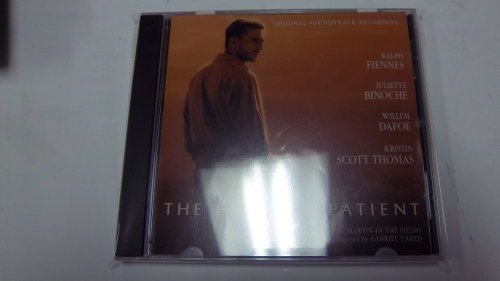 ORIGINAL SOUNDTRACK RECORDING
RALPH
FIENNES
JULIETTE
BINOCHE
WILLEM
DAFOE
KRISTIN
SCOTT THOMAS
THE PATIENT
MARTIN IN THE FIELDS
by GABRIEL YARED